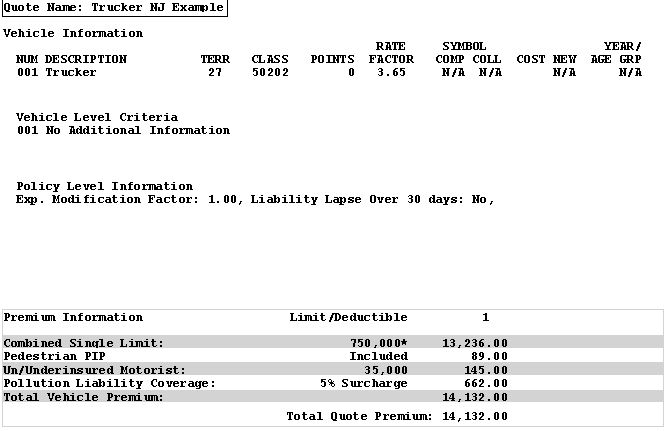 Quote Name: Trucker NJ Example
Vehicle Information
RATE SYMBOL YEAR/
NUM DESCRIPTION TERR CLASS POINTS FACTOR COMP COLL COST NEW AGE GRP
001 Trucker 27 50202 0 3.65 N/A N/A N/A N/A
Vehicle Level Criteria
001 No Additional Information
Policy Level Information
Exp. Modification Factor: 1.00, Liability Lapse Over 30 days: No,
Premium Information Limit/Deductible 1
Combined Single Limit: 750,000* 13,236.00
Pedestrian PIP Included 89.00
Un/Underinsured Motorist: 35,000 145.00
Pollution Liability Coverage: 5% Surcharge 662.00
Total Vehicle Premium: 14,132.00
Total Quote Premium: 14,132.00